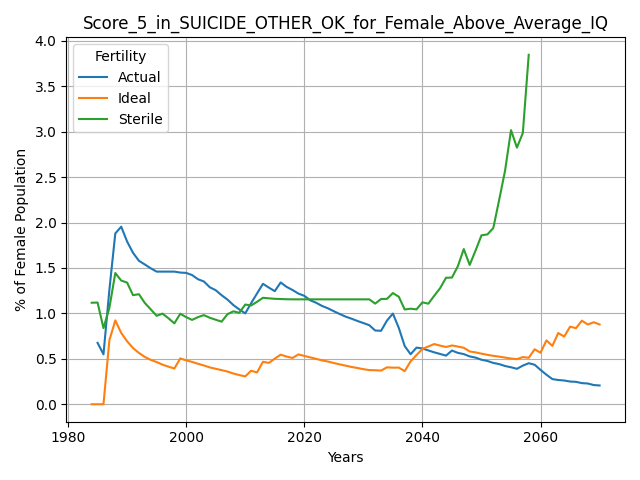 Score_5_in_SUICIDE_OTHER_OK_for_Female_Above_Average_IQ
% of Female Population
4.0
3.5
3.0
2.5
2.0
1.5
1.0
0.5
0.0
Fertility
Actual
Ideal
Sterile
1980
2000
2020
2040
2060
Years